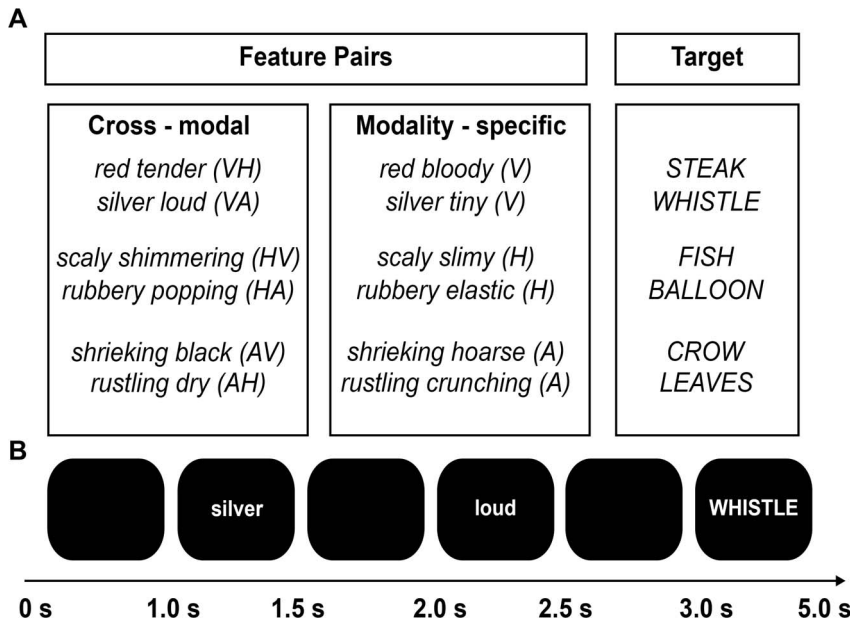 A
Feature Pairs
Target
Cross - modal
red tender (VH)
silver loud (VA)
scaly shimmering (HV)
rubbery popping (HA)
shrieking black (AV)
rustling dry (AH)
Modality - specific
red bloody (V)
silver tiny (V)
scaly slimy (H)
rubbery elastic (H)
shrieking hoarse (A)
rustling crunching (A)
STEAK
WHISTLE
FISH
BALLOON
CROW
LEAVES
B
silver
loud
WHISTLE
0 s 1.0 s 1.5 s 2.0 s 2.5 s 3.0 s 5.0 s